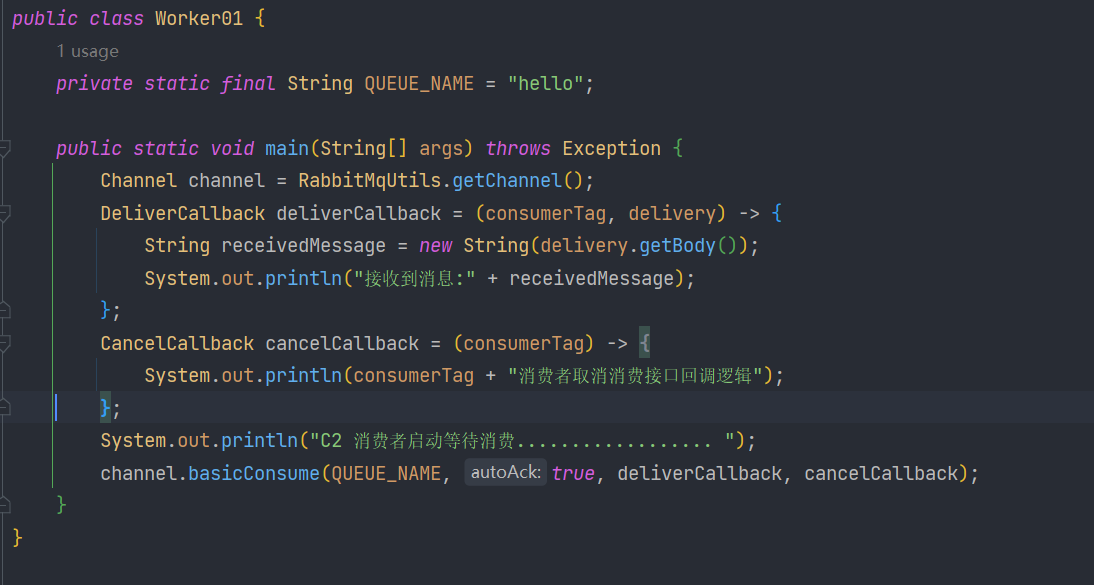 public class Worker01 {
1 usage
private static final String QUEUE_NAME = "hello";
public static void main(String[] args) throws Exception {
Channel channel = RabbitMqUtils.getChannel();
DeliverCallback deliverCallback = (consumerTag, delivery) -> {
String receivedMessage = new String(delivery.getBody());
System.out.println("接收到消息:" + receivedMessage);
};
CancelCallback cancelCallback = (consumerTag) -> {
System.out.println(consumerTag + "消费者取消消费接口回调逻辑");
};
System.out.println("C2 消费者启动等待消费.................. ");
channel.basicConsume(QUEUE_NAME, autoAck: true, deliverCallback, cancelCallback);
}
}